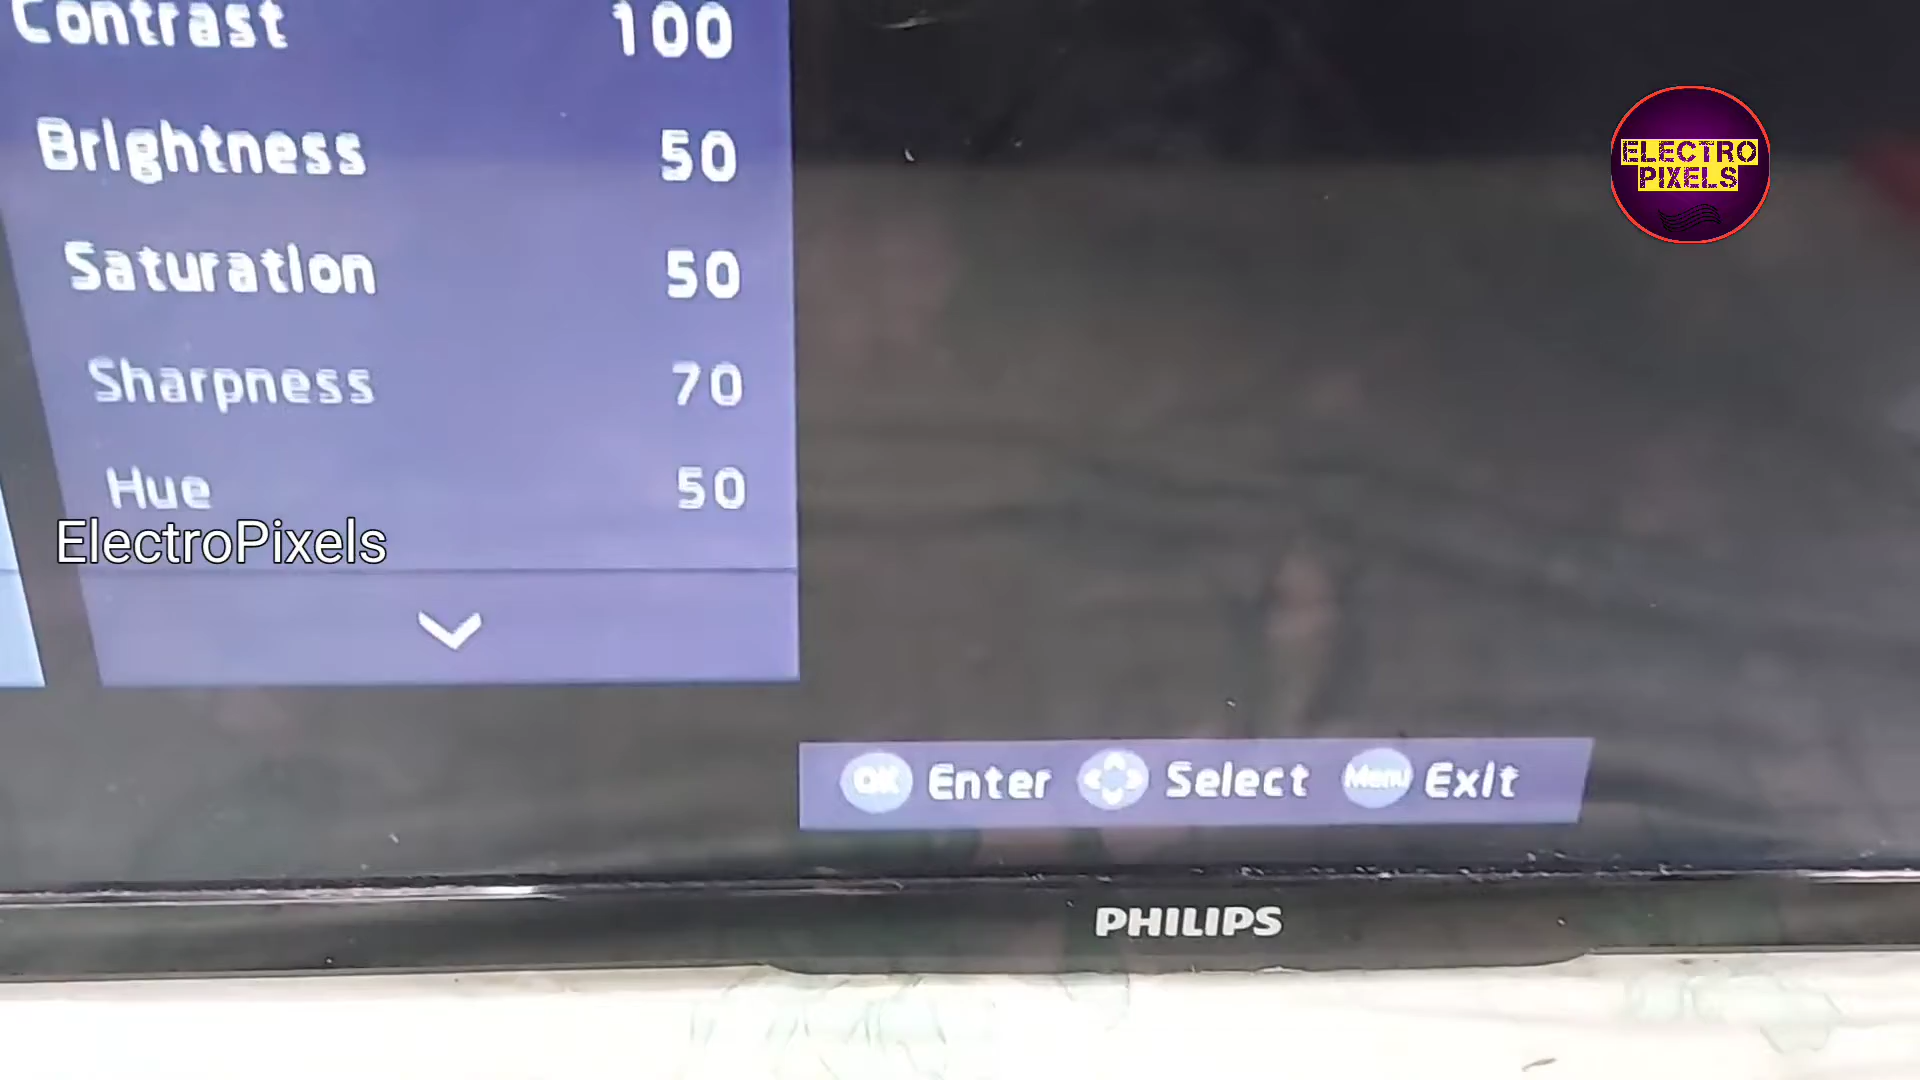 Contrast 100
Brightness 50
ELECTRO
PIXELS
Saturation 50
Sharpness 70
Hue 50
ElectroPixels
OK Enter Select Menu Exit
PHILIPS